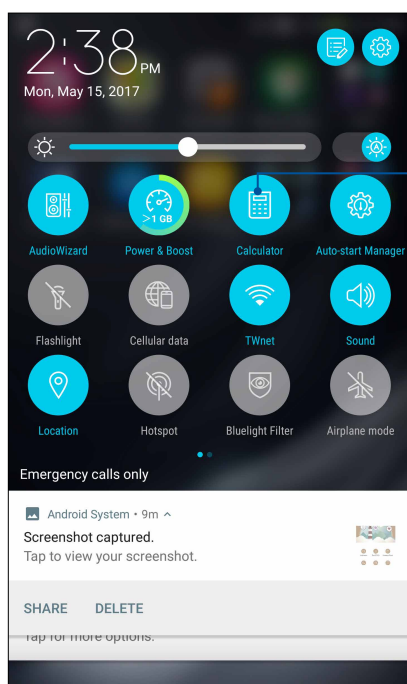 2:38 PM
Mon, May 15, 2017
>1 GB
AudioWizard Power & Boost Calculator Auto-start Manager
Flashlight Cellular data TWnet Sound
Location Hotspot Bluelight Filter Airplane mode
Emergency calls only
Android System • 9m
Screenshot captured.
Tap to view your screenshot.
SHARE DELETE
Tap for more options.